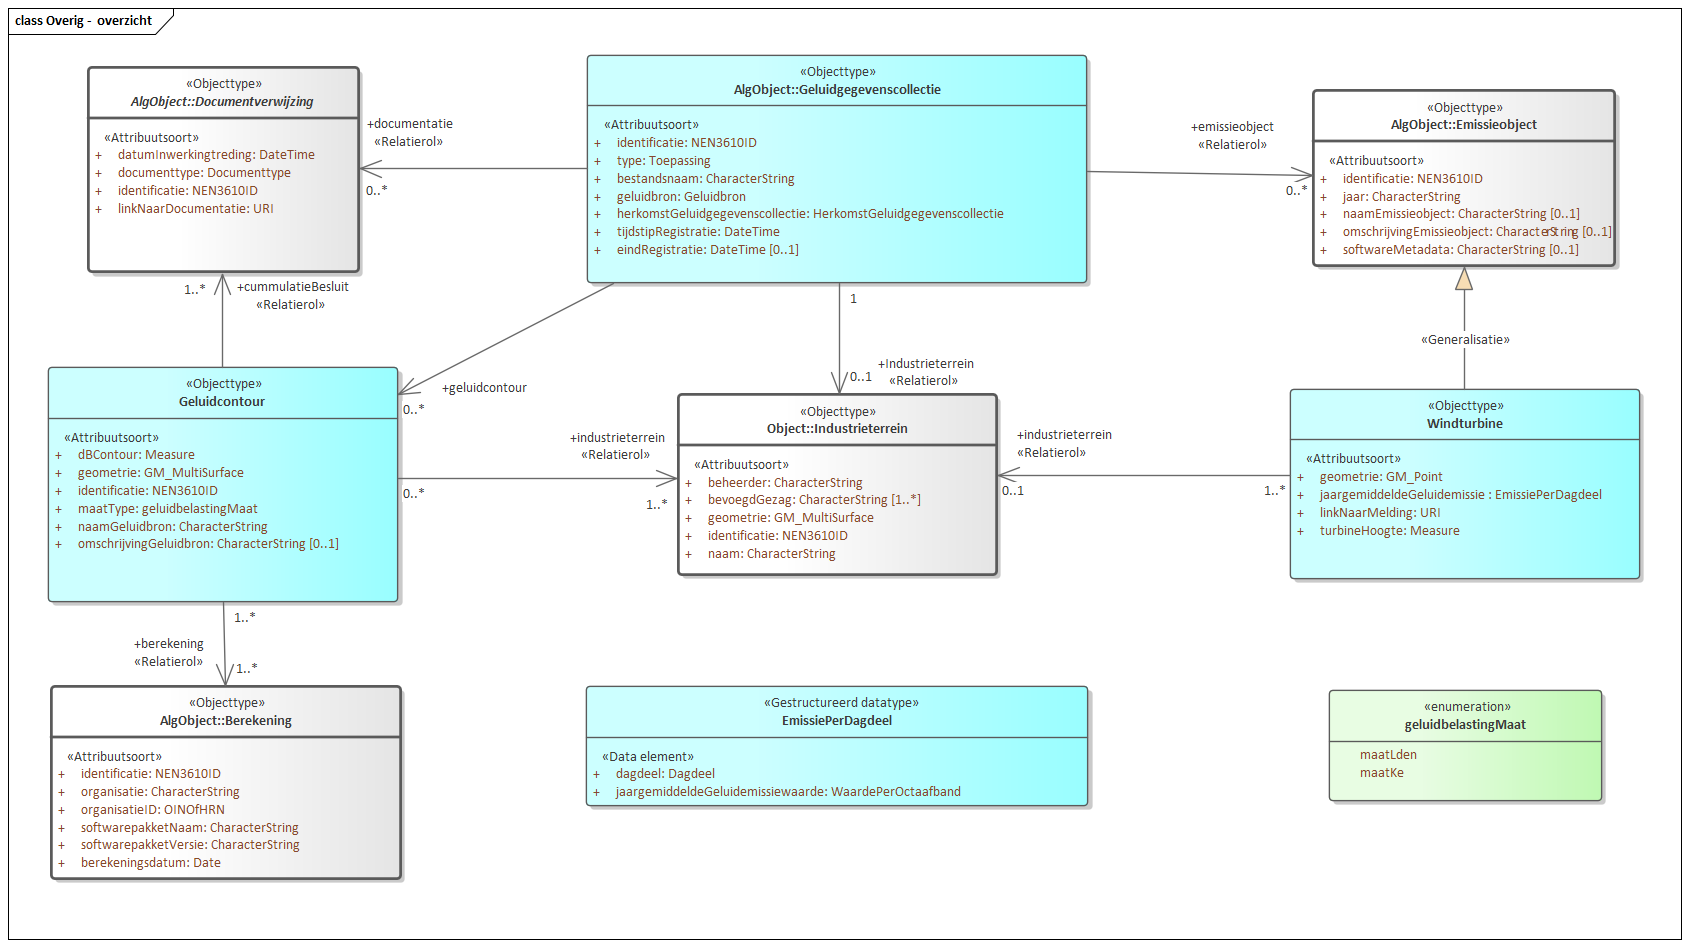 class Overig - overzicht
«Objecttype»
AlgObject::Documentverwijzing
«Attribuutsoort»
+ datumInwerkingtreding: DateTime
+ documenttype: Documenttype
+ identificatie: NEN3610ID
+ linkNaarDocumentatie: URI
+documentatie
«Relatierol»
0..*
«Objecttype»
AlgObject::Geluidgegevenscollectie
«Attribuutsoort»
+ identificatie: NEN3610ID
+ type: Toepassing
+ bestandsnaam: CharacterString
+ geluidbron: Geluidbron
+ herkomstGeluidgegevenscollectie: HerkomstGeluidgegevenscollectie
+ tijdstipRegistratie: DateTime
+ eindRegistratie: DateTime [0..1]
+emissieobject
«Relatierol»
0..*
«Objecttype»
AlgObject::Emissieobject
«Attribuutsoort»
+ identificatie: NEN3610ID
+ jaar: CharacterString
+ naamEmissieobject: CharacterString [0..1]
+ omschrijvingEmissieobject: CharacterString [0..1]
+ softwareMetadata: CharacterString [0..1]
1..*
+cummulatieBesluit
«Relatierol»
1
+Industrieterrein
0..1
«Relatierol»
«Generalisatie»
+geluidcontour
0..*
«Objecttype»
Geluidcontour
«Attribuutsoort»
+ dBContour: Measure
+ geometrie: GM_MultiSurface
+ identificatie: NEN3610ID
+ maatType: geluidbelastingMaat
+ naamGeluidbron: CharacterString
+ omschrijvingGeluidbron: CharacterString [0..1]
+industrieterrein
«Relatierol»
0..*
1..*
«Objecttype»
Object::Industrieterrein
«Attribuutsoort»
+ beheerder: CharacterString
+ bevoegdGezag: CharacterString [1..*]
+ geometrie: GM_MultiSurface
+ identificatie: NEN3610ID
+ naam: CharacterString
+industrieterrein
«Relatierol»
0..1
1..*
«Objecttype»
Windturbine
«Attribuutsoort»
+ geometrie: GM_Point
+ jaargemiddeldeGeluidemissie : EmissiePerDagdeel
+ linkNaarMelding: URI
+ turbineHoogte: Measure
1..*
+berekening
«Relatierol»
1..*
«Objecttype»
AlgObject::Berekening
«Attribuutsoort»
+ identificatie: NEN3610ID
+ organisatie: CharacterString
+ organisatieID: OINOfHRN
+ softwarepakketNaam: CharacterString
+ softwarepakketVersie: CharacterString
+ berekeningsdatum: Date
«Gestructureerd datatype»
EmissiePerDagdeel
«Data element»
+ dagdeel: Dagdeel
+ jaargemiddeldeGeluidemissiewaarde: WaardePerOctaafband
«enumeration»
geluidbelastingMaat
maatLden
maatKe